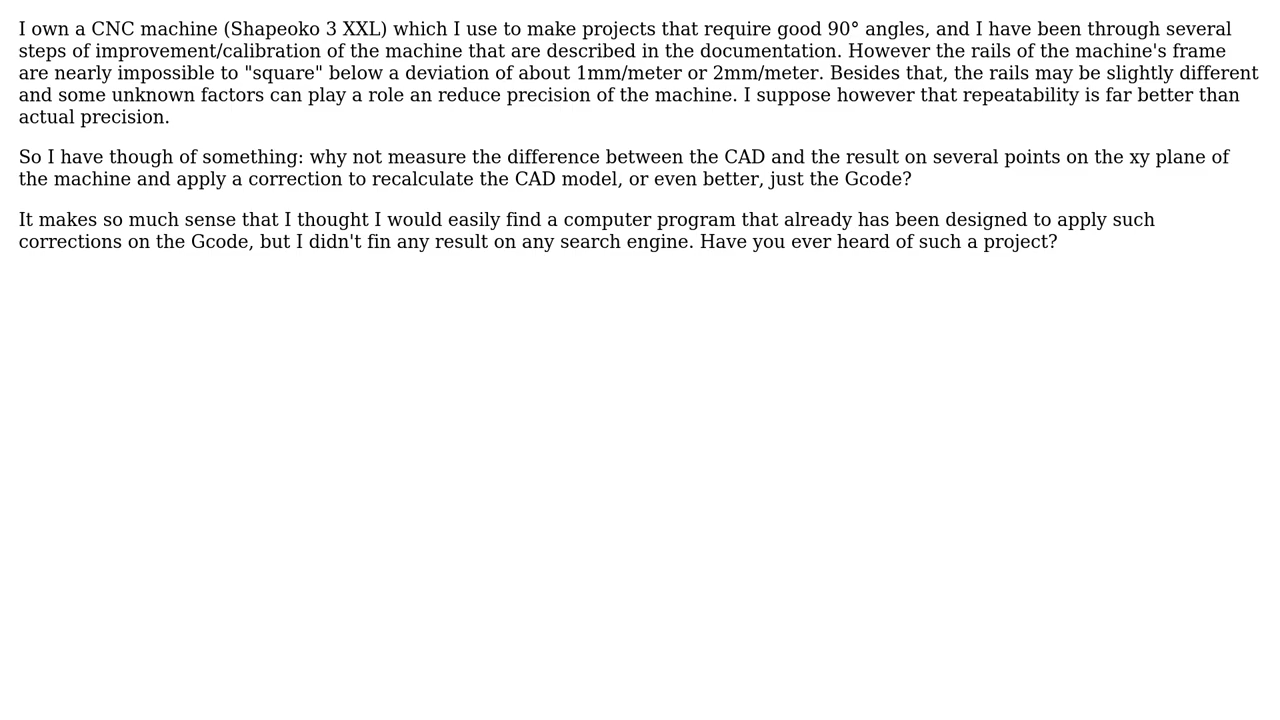 I own a CNC machine (Shapeoko 3 XXL) which I use to make projects that require good 90° angles, and I have been through several
steps of improvement/calibration of the machine that are described in the documentation. However the rails of the machine's frame
are nearly impossible to "square" below a deviation of about 1mm/meter or 2mm/meter. Besides that, the rails may be slightly different
and some unknown factors can play a role an reduce precision of the machine. I suppose however that repeatability is far better than
actual precision.
So I have though of something: why not measure the difference between the CAD and the result on several points on the xy plane of
the machine and apply a correction to recalculate the CAD model, or even better, just the Gcode?
It makes so much sense that I thought I would easily find a computer program that already has been designed to apply such
corrections on the Gcode, but I didn't fin any result on any search engine. Have you ever heard of such a project?